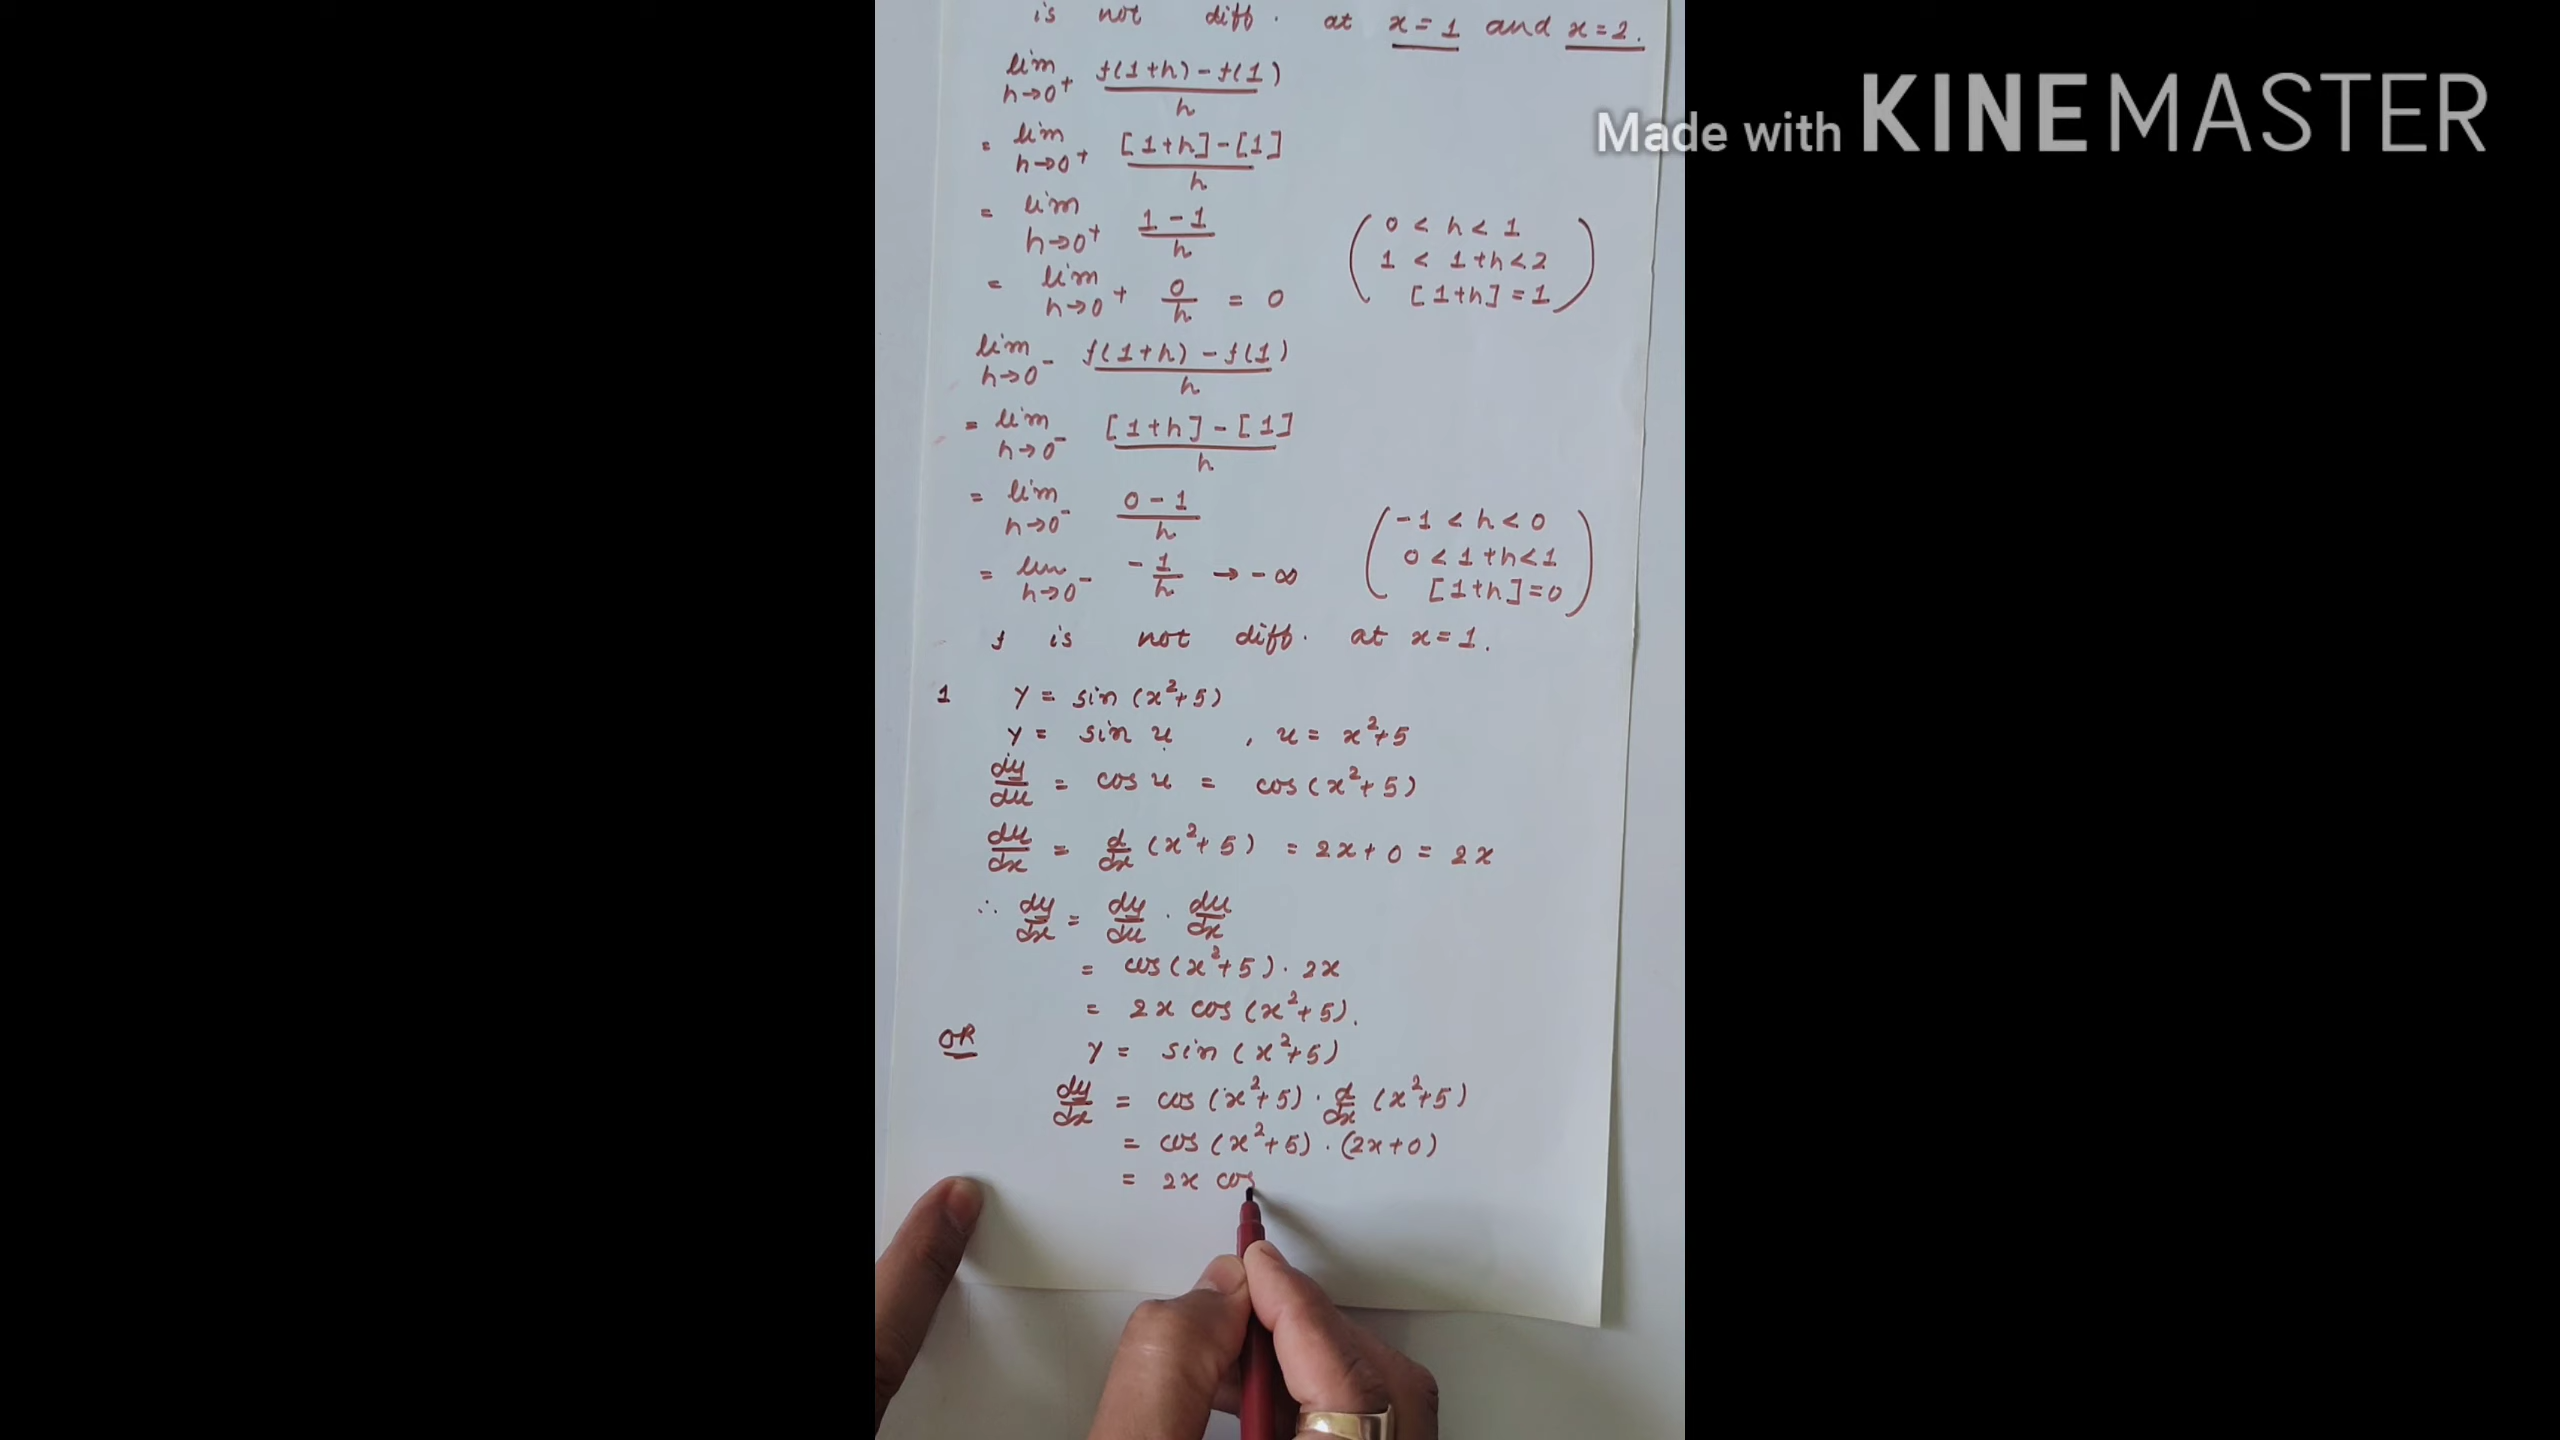 is not diff. at x=1 and x=2.
Made with KINEMASTER
lim h→0⁺ f(1+h)-f(1) / h
= lim h→0⁺ [1+h]-[1] / h
= lim h→0⁺ 1-1 / h
( 0 < h < 1
1 < 1+h < 2
[1+h] = 1 )
= lim h→0⁺ 0/h = 0
lim h→0⁻ f(1+h)-f(1) / h
= lim h→0⁻ [1+h]-[1] / h
= lim h→0⁻ 0-1 / h
( -1 < h < 0
0 < 1+h < 1
[1+h] = 0 )
= lim h→0⁻ -1/h → -∞
f is not diff. at x=1.
1 y = sin(x²+5)
y = sin u , u = x²+5
dy/du = cos u = cos(x²+5)
du/dx = d/dx (x²+5) = 2x+0 = 2x
∴ dy/dx = dy/du · du/dx
= cos(x²+5)·2x
= 2x cos(x²+5).
OR y = sin(x²+5)
dy/dx = cos(x²+5)· d/dx (x²+5)
= cos(x²+5)·(2x+0)
= 2x cos